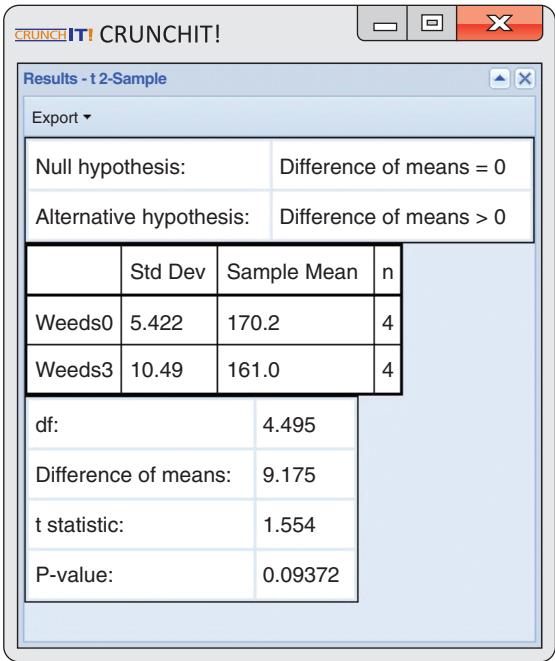 CRUNCH IT! CRUNCHIT!
Results - t 2-Sample
Export
Null hypothesis: Difference of means = 0
Alternative hypothesis: Difference of means > 0
Std Dev Sample Mean n
Weeds0 5.422 170.2 4
Weeds3 10.49 161.0 4
df: 4.495
Difference of means: 9.175
t statistic: 1.554
P-value: 0.09372